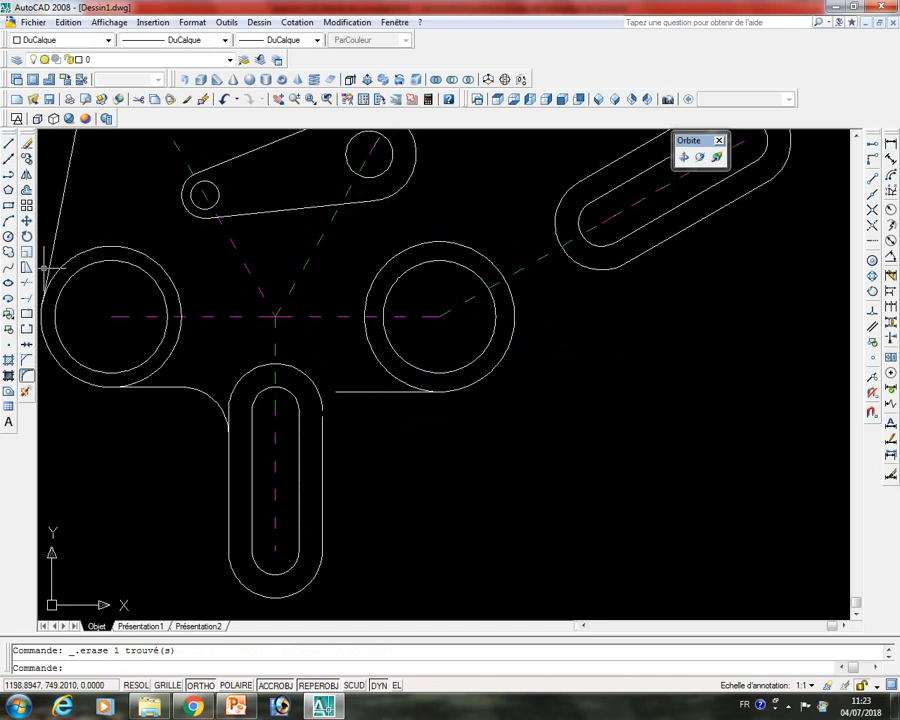 AutoCAD 2008 - [Dessin1.dwg]
Fichier Edition Affichage Insertion Format Outils Dessin Cotation Modification Fenêtre ? Tapez une question pour obtenir de l'aide
DuCalque DuCalque DuCalque ParCouleur
0
Orbite
Y
X
Objet Présentation1 Présentation2
Commande: _.erase 1 trouvé(s)
Commande:
1198.8947, 749.2010, 0.0000 RESOL GRILLE ORTHO POLAIRE ACCROBJ REPEROBJ SCUD DYN EL Echelle d'annotation: 1:1
FR 11:23
04/07/2018